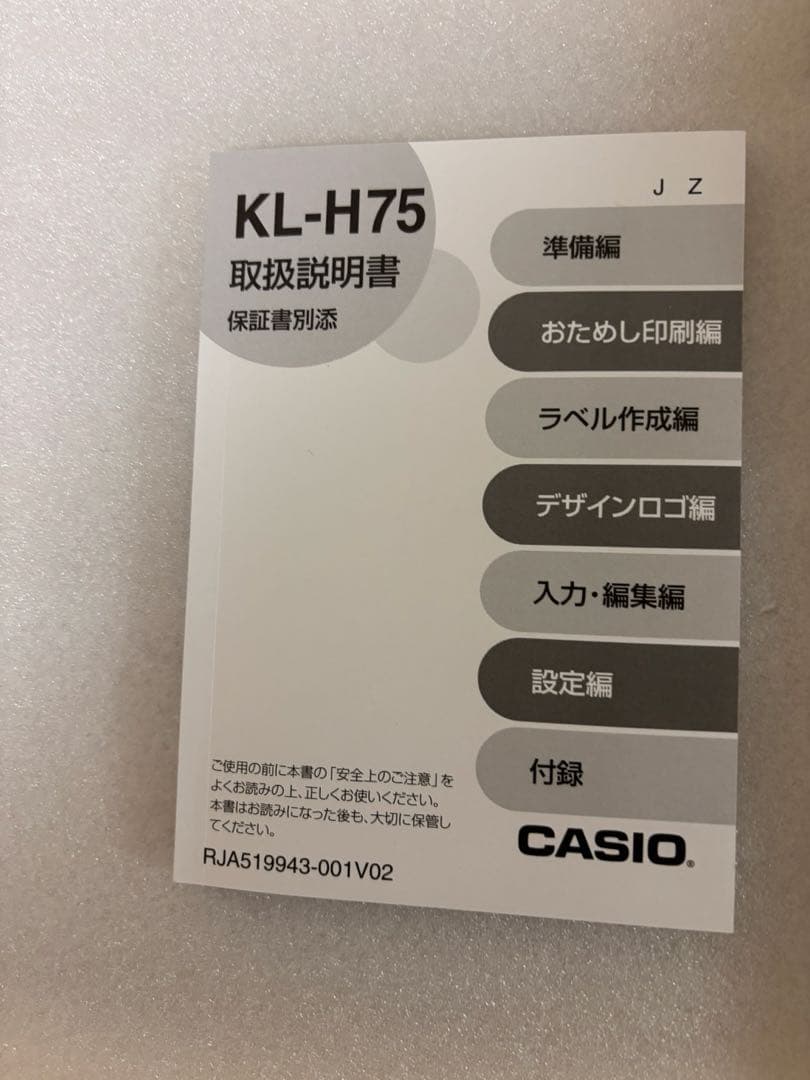 KL-H75
取扱説明書
保証書別添
J Z
準備編
おためし印刷編
ラベル作成編
デザインロゴ編
入力・編集編
設定編
付録
ご使用の前に本書の「安全上のご注意」を
よくお読みの上、正しくお使いください。
本書はお読みになった後も、大切に保管し
てください。
RJA519943-001V02
CASIO®